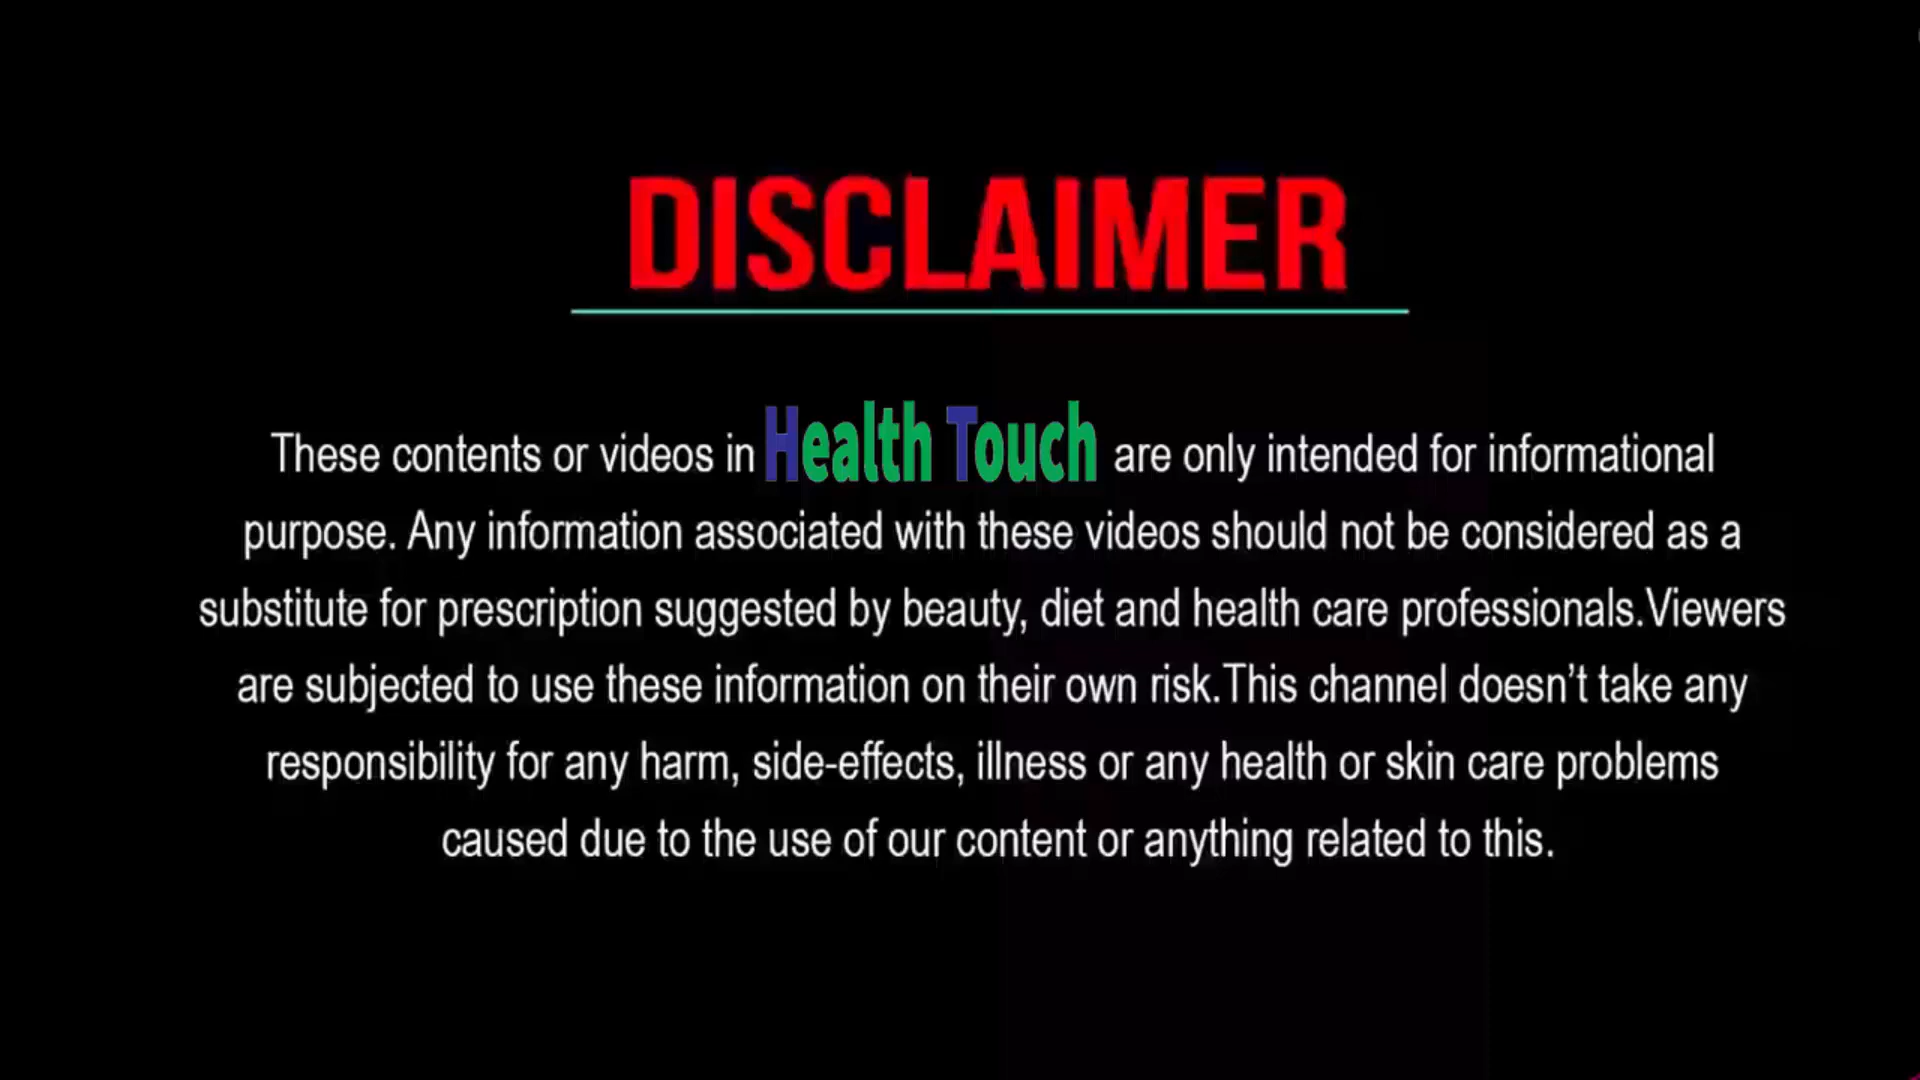 DISCLAIMER
These contents or videos in Health Touch are only intended for informational
purpose. Any information associated with these videos should not be considered as a
substitute for prescription suggested by beauty, diet and health care professionals.Viewers
are subjected to use these information on their own risk.This channel doesn’t take any
responsibility for any harm, side-effects, illness or any health or skin care problems
caused due to the use of our content or anything related to this.